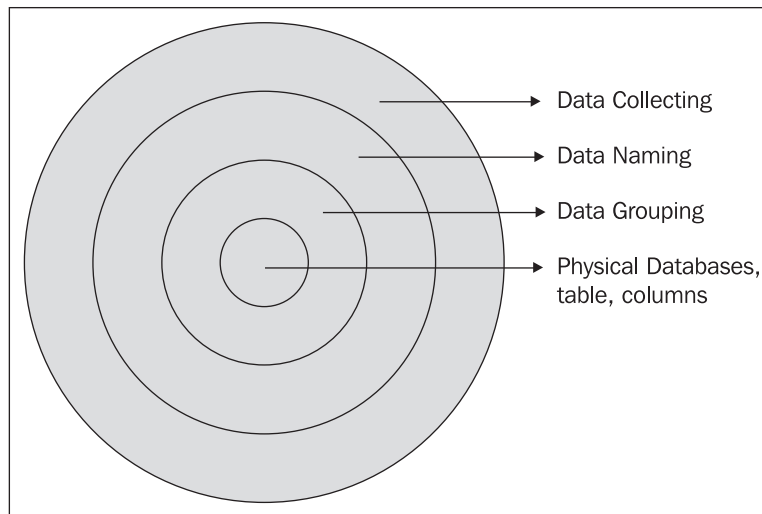 Data Collecting
Data Naming
Data Grouping
Physical Databases,
table, columns